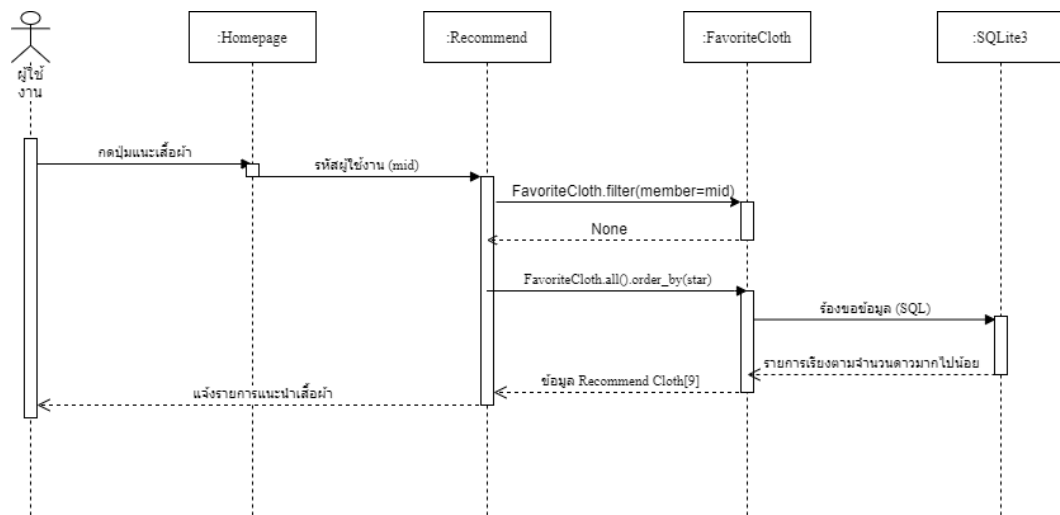 :Homepage
:Recommend
:FavoriteCloth
:SQLite3
ผู้ใช้
งาน
กดปุ่มแนะเสื้อผ้า
รหัสผู้ใช้งาน (mid)
FavoriteCloth.filter(member=mid)
None
FavoriteCloth.all().order_by(star)
ร้องขอข้อมูล (SQL)
รายการเรียงตามจำนวนดาวมากไปน้อย
ข้อมูล Recommend Cloth[9]
แจ้งรายการแนะนำเสื้อผ้า